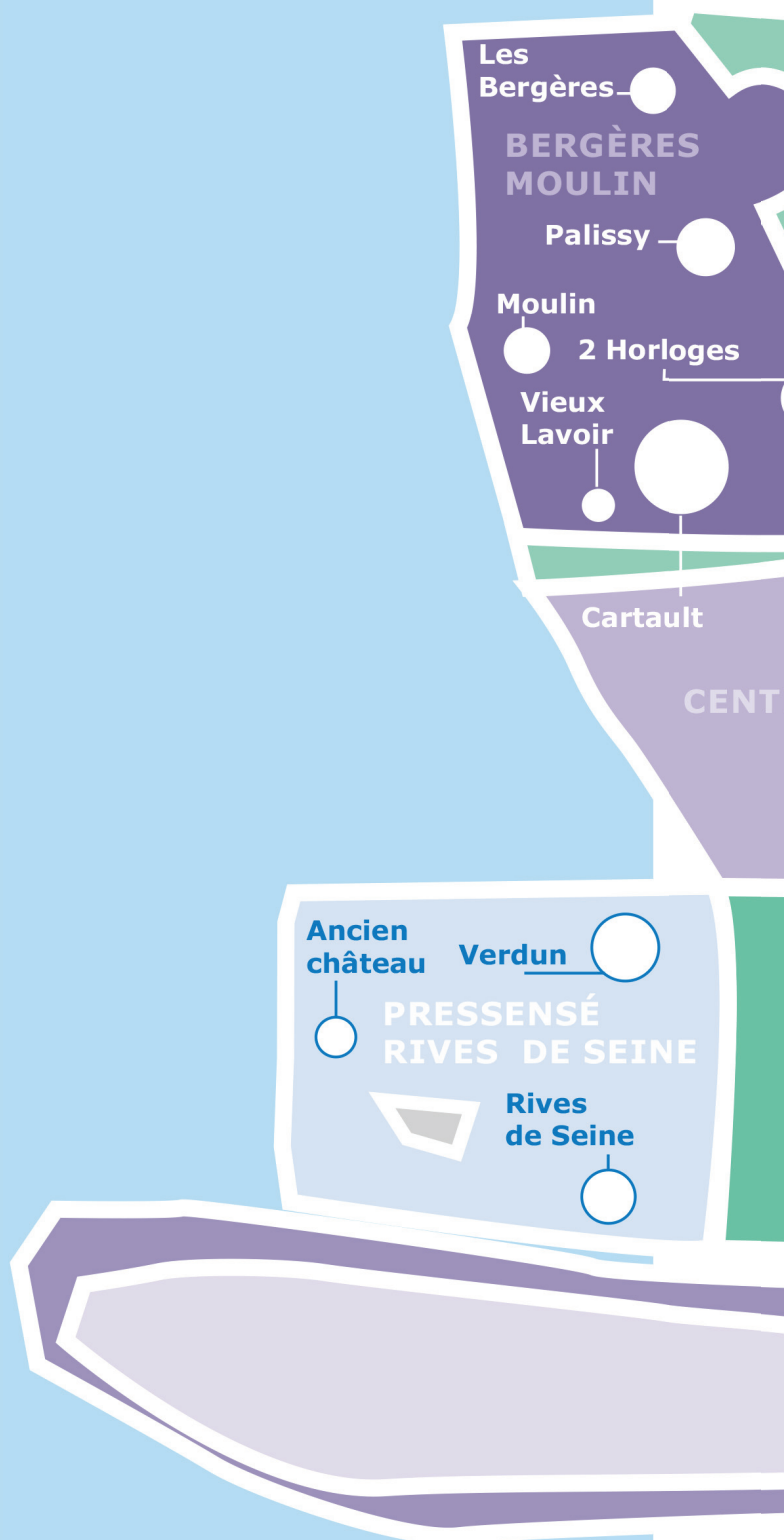 Les
Bergères
BERGÈRES
MOULIN
Palissy
Moulin
2 Horloges
Vieux
Lavoir
Cartault
CENT
Ancien
château
Verdun
PRESSENSÉ
RIVES DE SEINE
Rives
de Seine